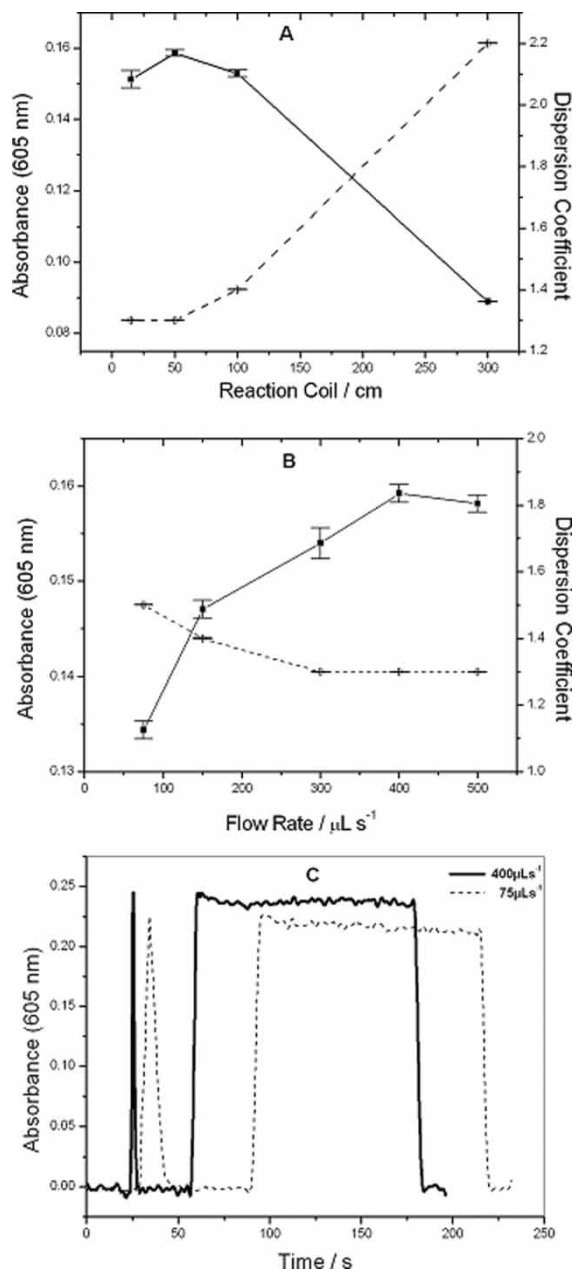 A
Absorbance (605 nm)
0.16
0.14
0.12
0.10
0.08
Dispersion Coefficient
2.2
2.0
1.8
1.6
1.4
1.2
0 50 100 150 200 250 300
Reaction Coil / cm
B
Absorbance (605 nm)
0.16
0.15
0.14
0.13
Dispersion Coefficient
2.0
1.8
1.6
1.4
1.2
1.0
0 100 200 300 400 500
Flow Rate / µL s⁻¹
C
400µLs⁻¹
75µLs⁻¹
Absorbance (605 nm)
0.25
0.20
0.15
0.10
0.05
0.00
0 50 100 150 200 250
Time / s